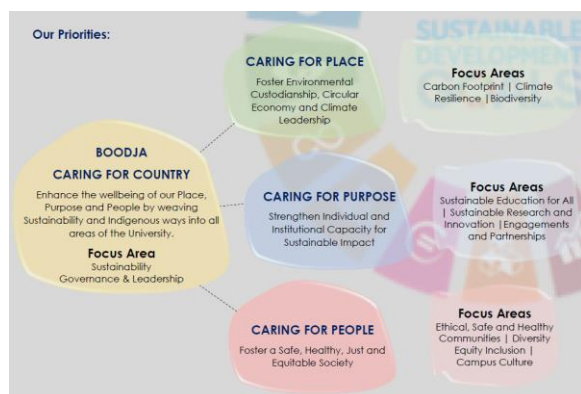 Our Priorities:
SUSTAINABLE
DEVELOPMENT
CARING FOR PLACE
Foster Environmental
Custodianship, Circular
Economy and Climate
Leadership
Focus Areas
Carbon Footprint | Climate
Resilience |Biodiversity
BOODJA
CARING FOR COUNTRY
Enhance the wellbeing of our Place,
Purpose and People by weaving
Sustainability and Indigenous ways into all
areas of the University.
Focus Area
Sustainability
Governance & Leadership
CARING FOR PURPOSE
Strengthen Individual and
Institutional Capacity for
Sustainable Impact
Focus Areas
Sustainable Education for All
| Sustainable Research and
Innovation |Engagements
and Partnerships
CARING FOR PEOPLE
Foster a Safe, Healthy, Just and
Equitable Society
Focus Areas
Ethical, Safe and Healthy
Communities | Diversity
Equity Inclusion |
Campus Culture